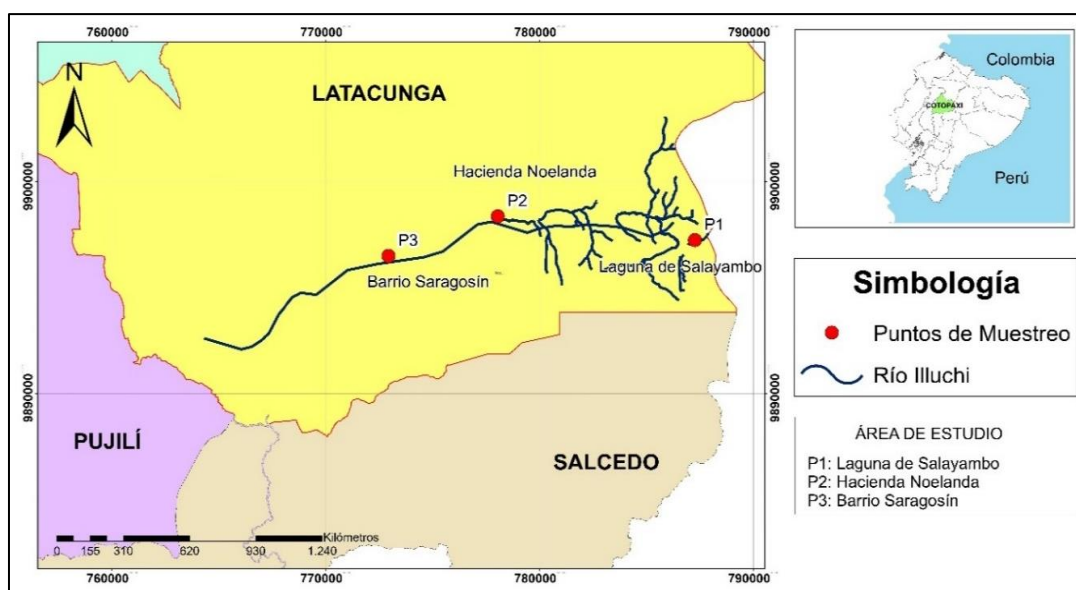 760000 770000 780000 790000
N
LATACUNGA
9900000
9900000
Hacienda Noelanda
P2
P1
P3
Laguna de Salayambo
Barrio Saragosín
9890000
9890000
PUJILÍ
SALCEDO
Kilómetros
0 155 310 620 930 1.240
760000 770000 780000 790000
Colombia
COTOPAXI
Perú
Simbología
Puntos de Muestreo
Río Illuchi
ÁREA DE ESTUDIO
P1: Laguna de Salayambo
P2: Hacienda Noelanda
P3: Barrio Saragosín